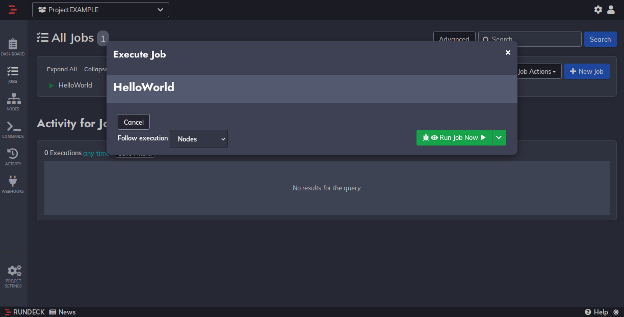 ProjectEXAMPLE
All Jobs 1
Advanced
Search
Search
Execute Job
Expand All
Collapse
Job Actions
New Job
HelloWorld
HelloWorld
DASHBOARD
JOBS
NODES
COMMANDS
ACTIVITY
WEBHOOKS
PROJECT
SETTINGS
Cancel
Follow execution
Nodes
Run Job Now
Activity for Jo
0 Executions any time
No results for the query
RUNDECK
News
Help